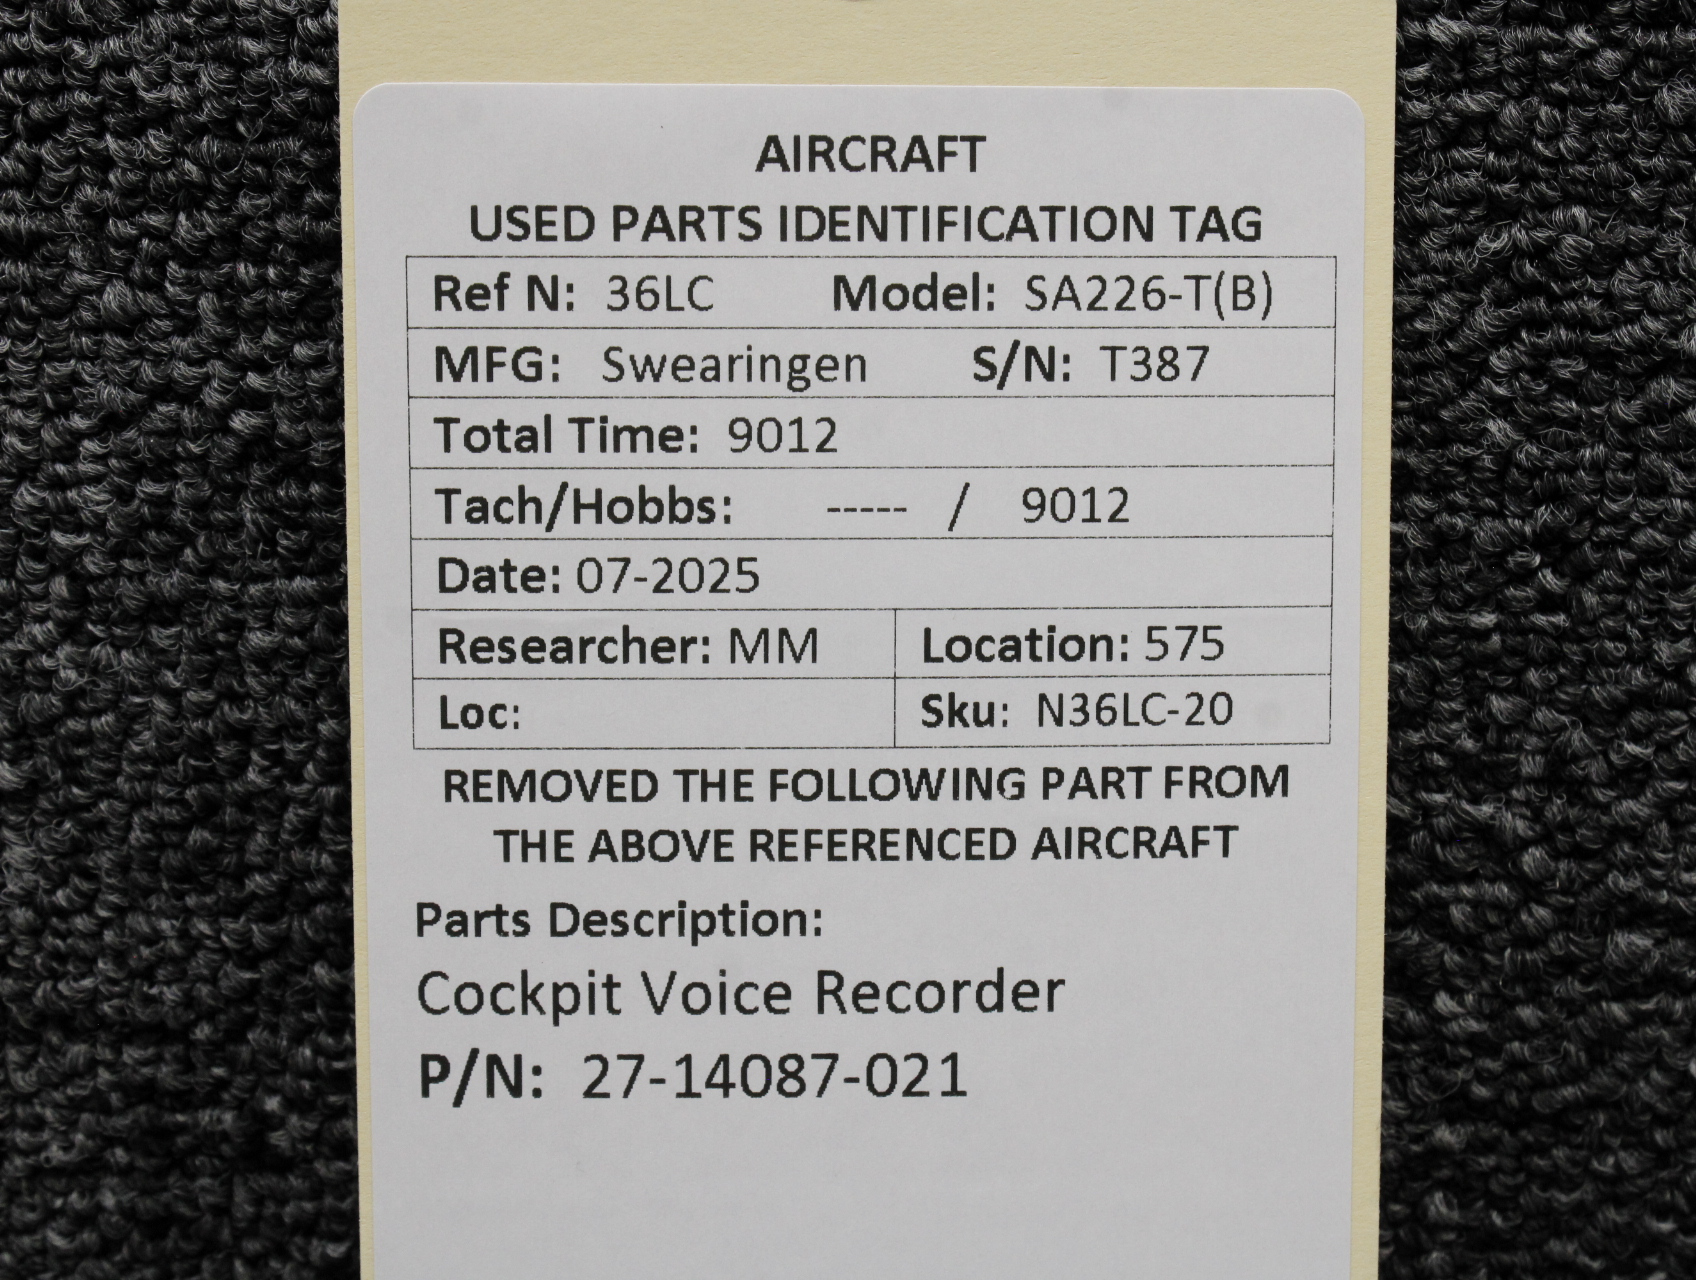 AIRCRAFT
USED PARTS IDENTIFICATION TAG
Ref N: 36LC Model: SA226-T(B)
MFG: Swearingen S/N: T387
Total Time: 9012
Tach/Hobbs: ----- / 9012
Date: 07-2025
Researcher: MM Location: 575
Loc: Sku: N36LC-20
REMOVED THE FOLLOWING PART FROM
THE ABOVE REFERENCED AIRCRAFT
Parts Description:
Cockpit Voice Recorder
P/N: 27-14087-021